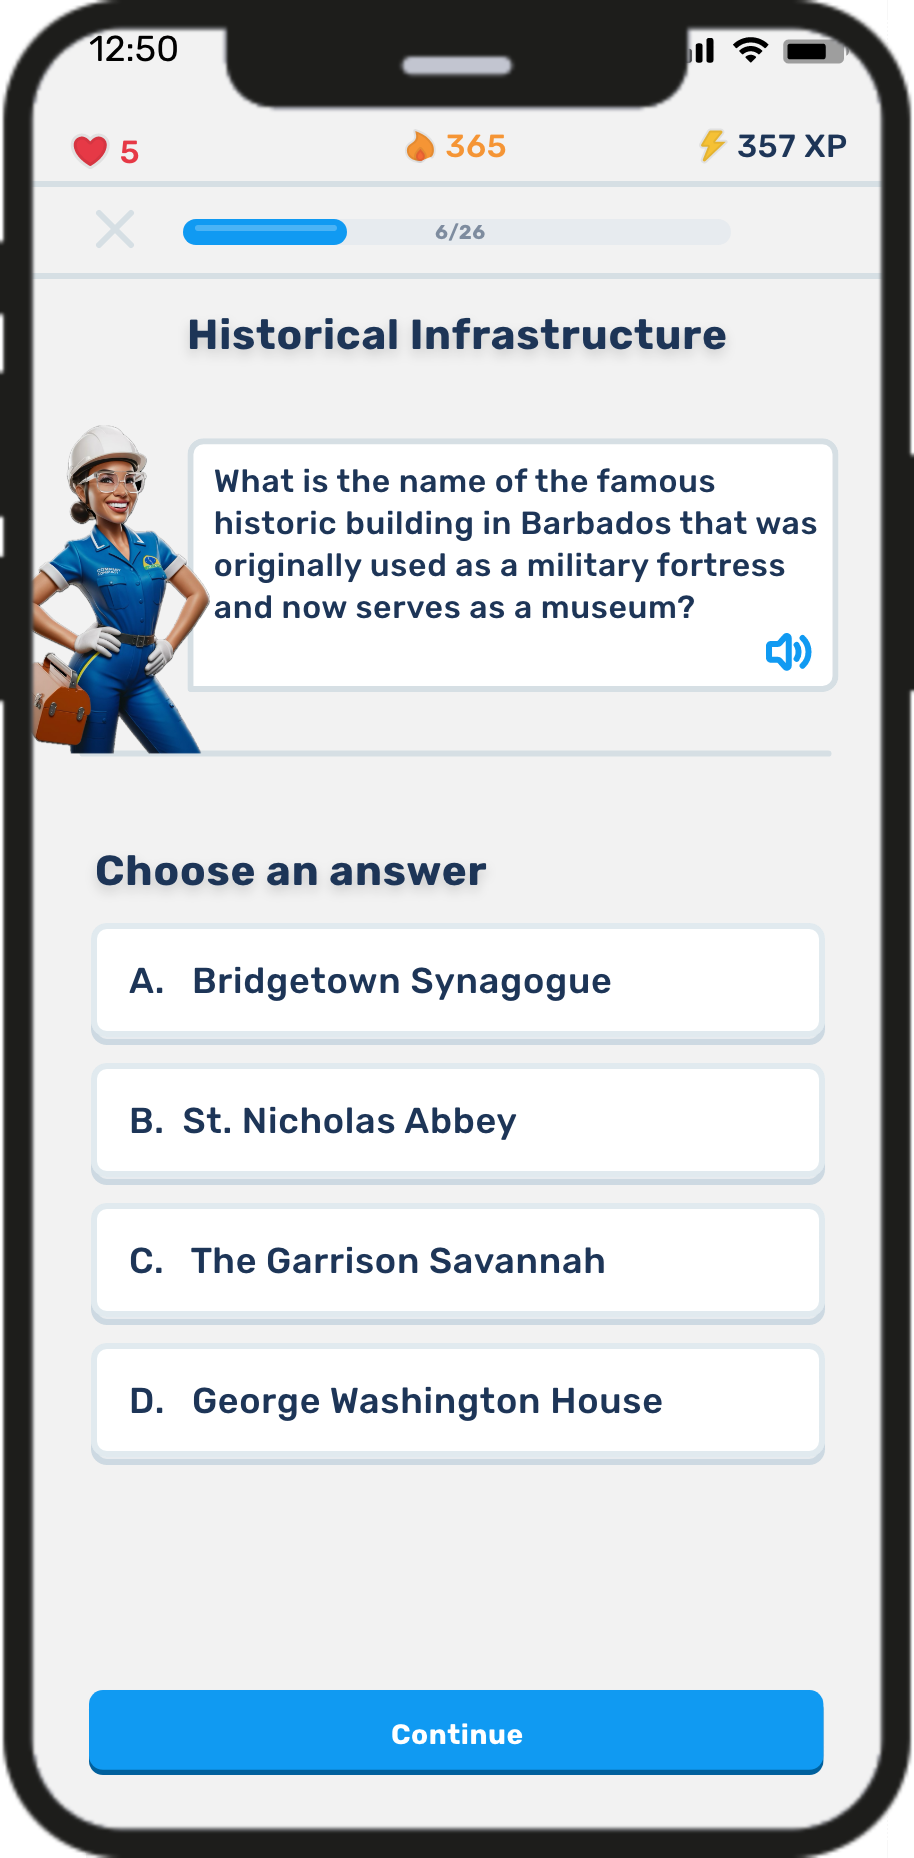 12:50
5
365
357 XP
6/26
Historical Infrastructure
What is the name of the famous
historic building in Barbados that was
originally used as a military fortress
and now serves as a museum?
Choose an answer
A. Bridgetown Synagogue
B. St. Nicholas Abbey
C. The Garrison Savannah
D. George Washington House
Continue